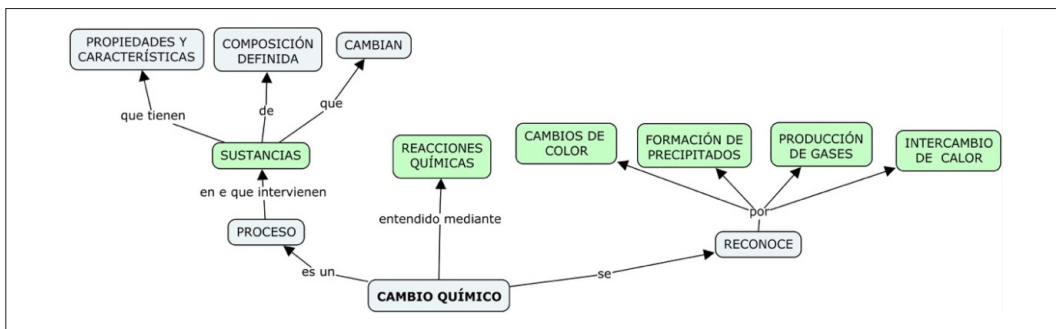 PROPIEDADES Y
CARACTERÍSTICAS
COMPOSICIÓN
DEFINIDA
CAMBIAN
que tienen
de
que
SUSTANCIAS
REACCIONES
QUÍMICAS
CAMBIOS DE
COLOR
FORMACIÓN DE
PRECIPITADOS
PRODUCCIÓN
DE GASES
INTERCAMBIO
DE CALOR
en e que intervienen
entendido mediante
por
PROCESO
RECONOCE
es un
se
CAMBIO QUÍMICO